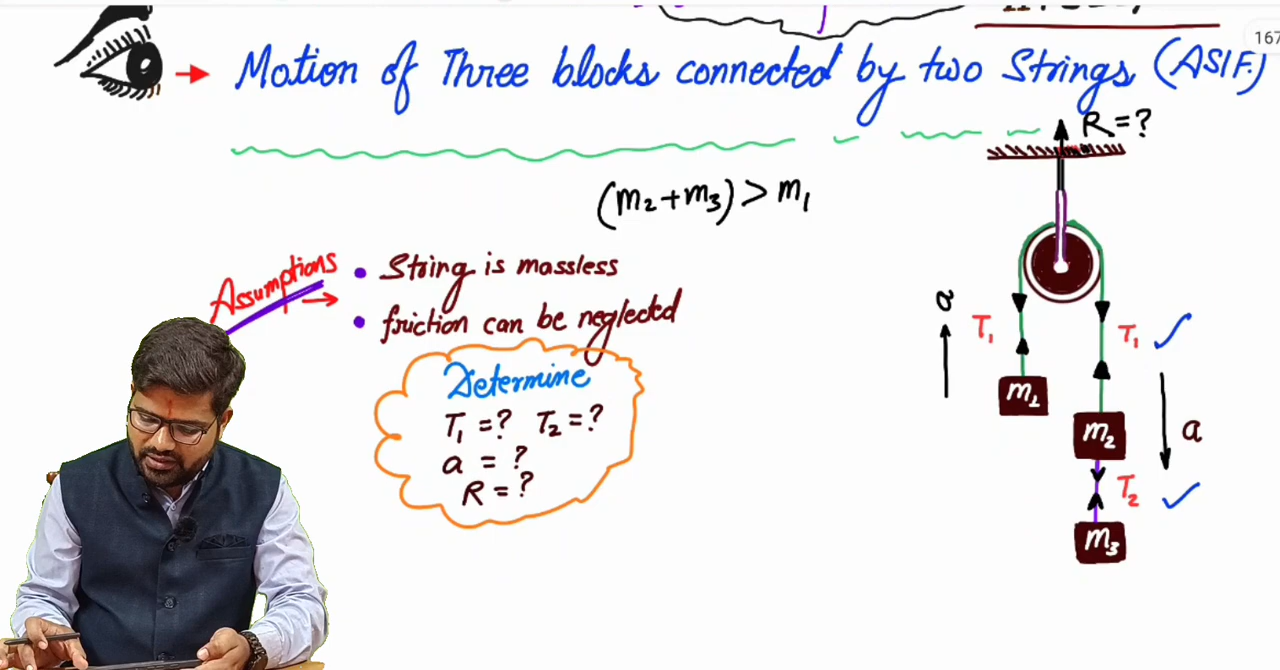 167
Motion of Three blocks connected by two Strings (ASIF.)
R = ?
(m₂+m₃) > m₁
Assumptions
• String is massless
• friction can be neglected
Determine
T₁ = ? T₂ = ?
a = ?
R = ?
a
T₁
T₁
m₁
m₂
a
T₂
m₃